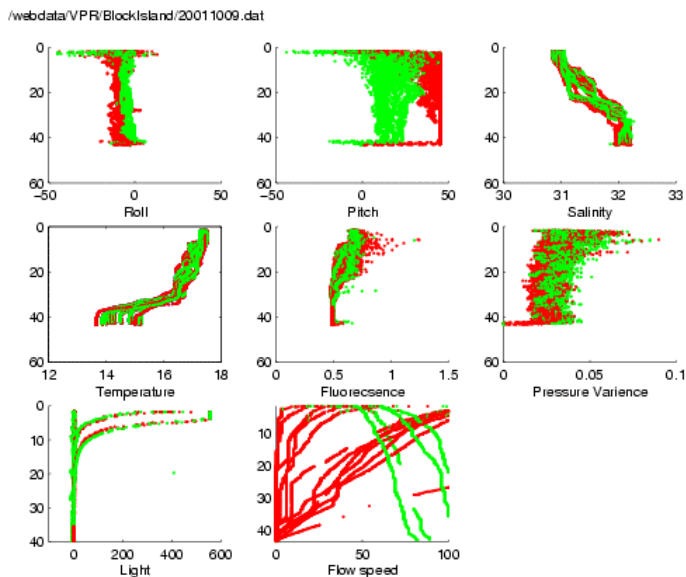 /webdata/VPR/BlockIsland/20011009.dat
0
20
40
60
−50 0 50
Roll
0
20
40
60
−50 0 50
Pitch
0
20
40
60
30 31 32 33
Salinity
0
20
40
60
12 14 16 18
Temperature
0
20
40
60
0 0.5 1 1.5
Fluorecsence
0
20
40
60
0 0.05 0.1
Pressure Varience
0
10
20
30
40
0 200 400 600
Light
10
20
30
40
0 50 100
Flow speed